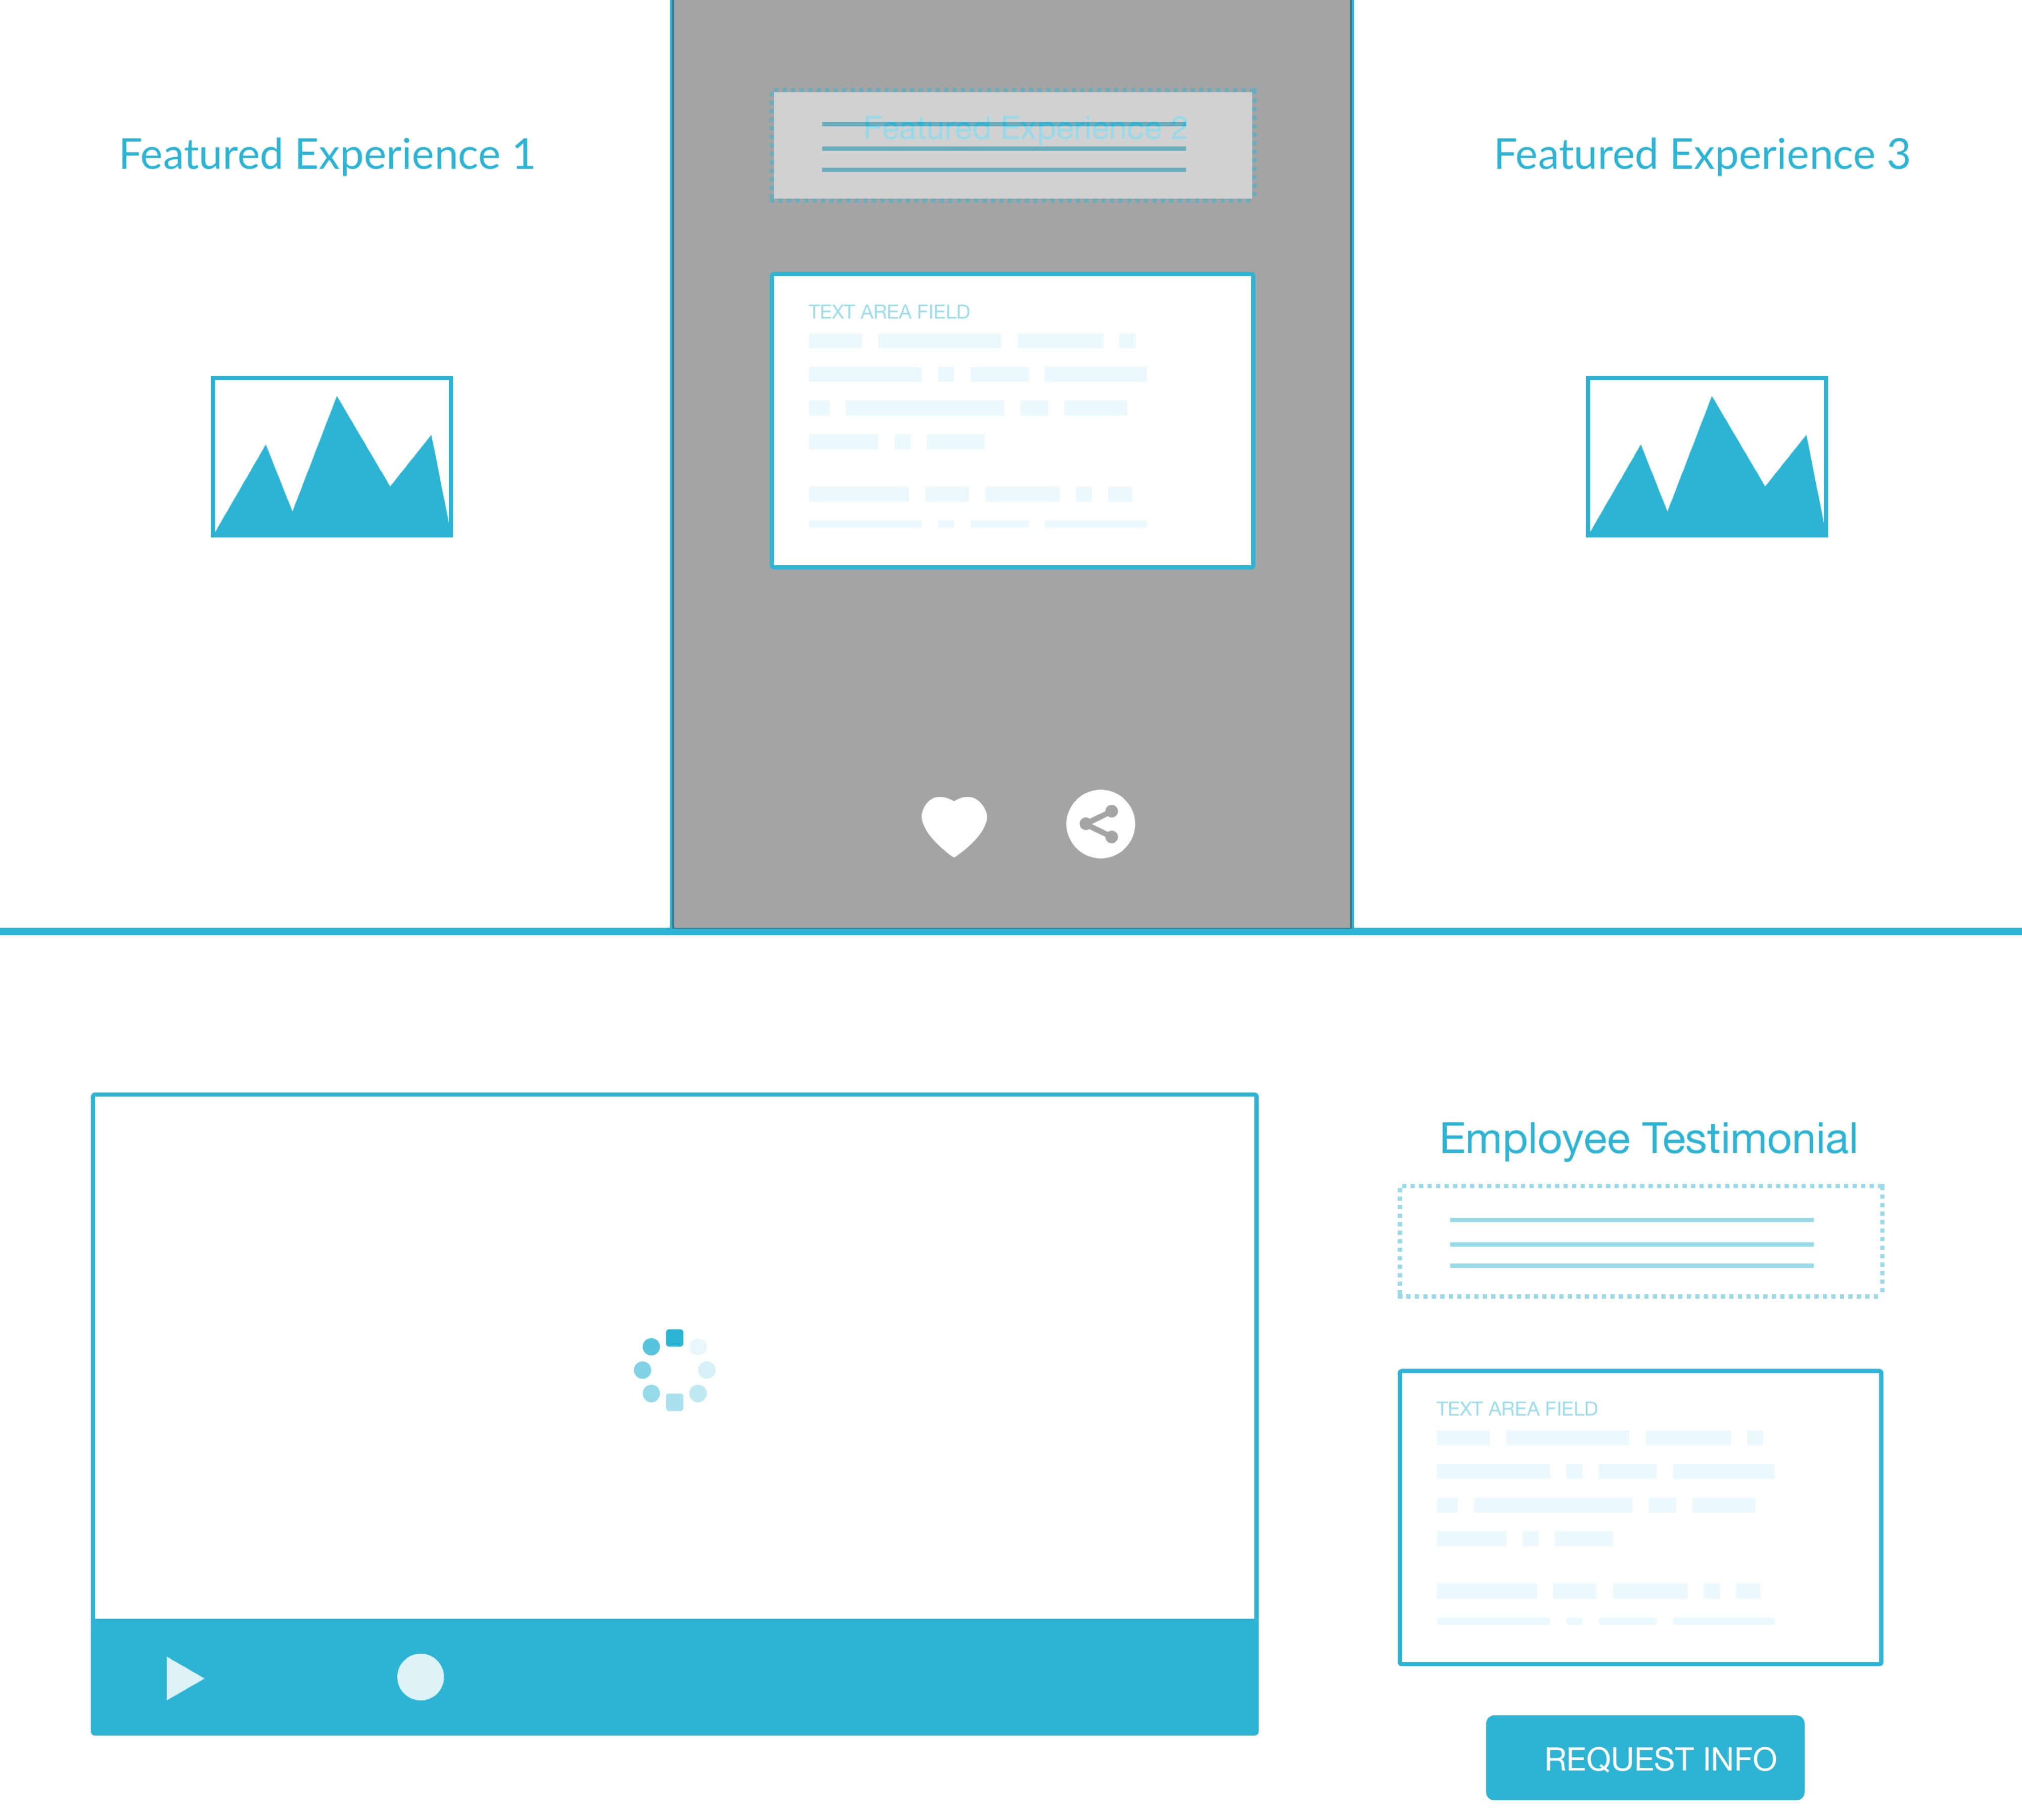 Featured Experience 1
Featured Experience 2
Featured Experience 3
TEXT AREA FIELD
Employee Testimonial
TEXT AREA FIELD
REQUEST INFO